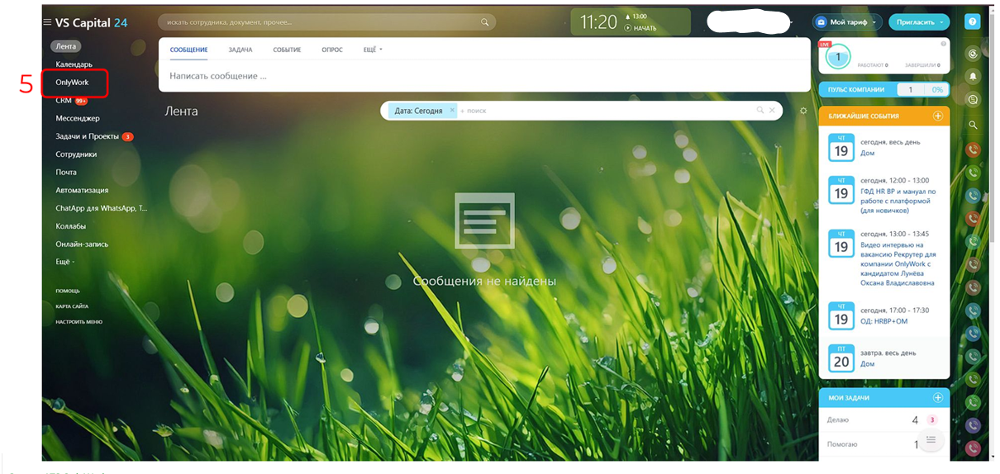 VS Capital 24
искать сотрудника, документ, прочее...
11:20
13:00
НАЧАТЬ
Мой тариф
Пригласить
?
Лента
Календарь
5
OnlyWork
CRM 99+
Мессенджер
Задачи и Проекты 3
Сотрудники
Почта
Автоматизация
ChatApp для WhatsApp, T...
Коллабы
Онлайн-запись
Ещё -
ПОМОЩЬ
КАРТА САЙТА
НАСТРОИТЬ МЕНЮ
СООБЩЕНИЕ ЗАДАЧА СОБЫТИЕ ОПРОС ЕЩЁ
Написать сообщение ...
Лента
Дата: Сегодня × + поиск
Сообщения не найдены
LIVE
1
РАБОТАЮТ 0 ЗАВЕРШИЛИ 0
ПУЛЬС КОМПАНИИ 1 0%
БЛИЖАЙШИЕ СОБЫТИЯ
ЧТ
19
сегодня, весь день
Дом
ЧТ
19
сегодня, 12:00 - 13:00
ГФД HR BP и мануал по
работе с платформой
(для новичков)
ЧТ
19
сегодня, 13:00 - 13:45
Видео интервью на
вакансию Рекрутер для
компании OnlyWork с
кандидатом Лунёва
Оксана Владиславовна
ЧТ
19
сегодня, 17:00 - 17:30
ОД: HRBP+OM
ПТ
20
завтра, весь день
Дом
МОИ ЗАДАЧИ
Делаю 4 3
Помогаю 1